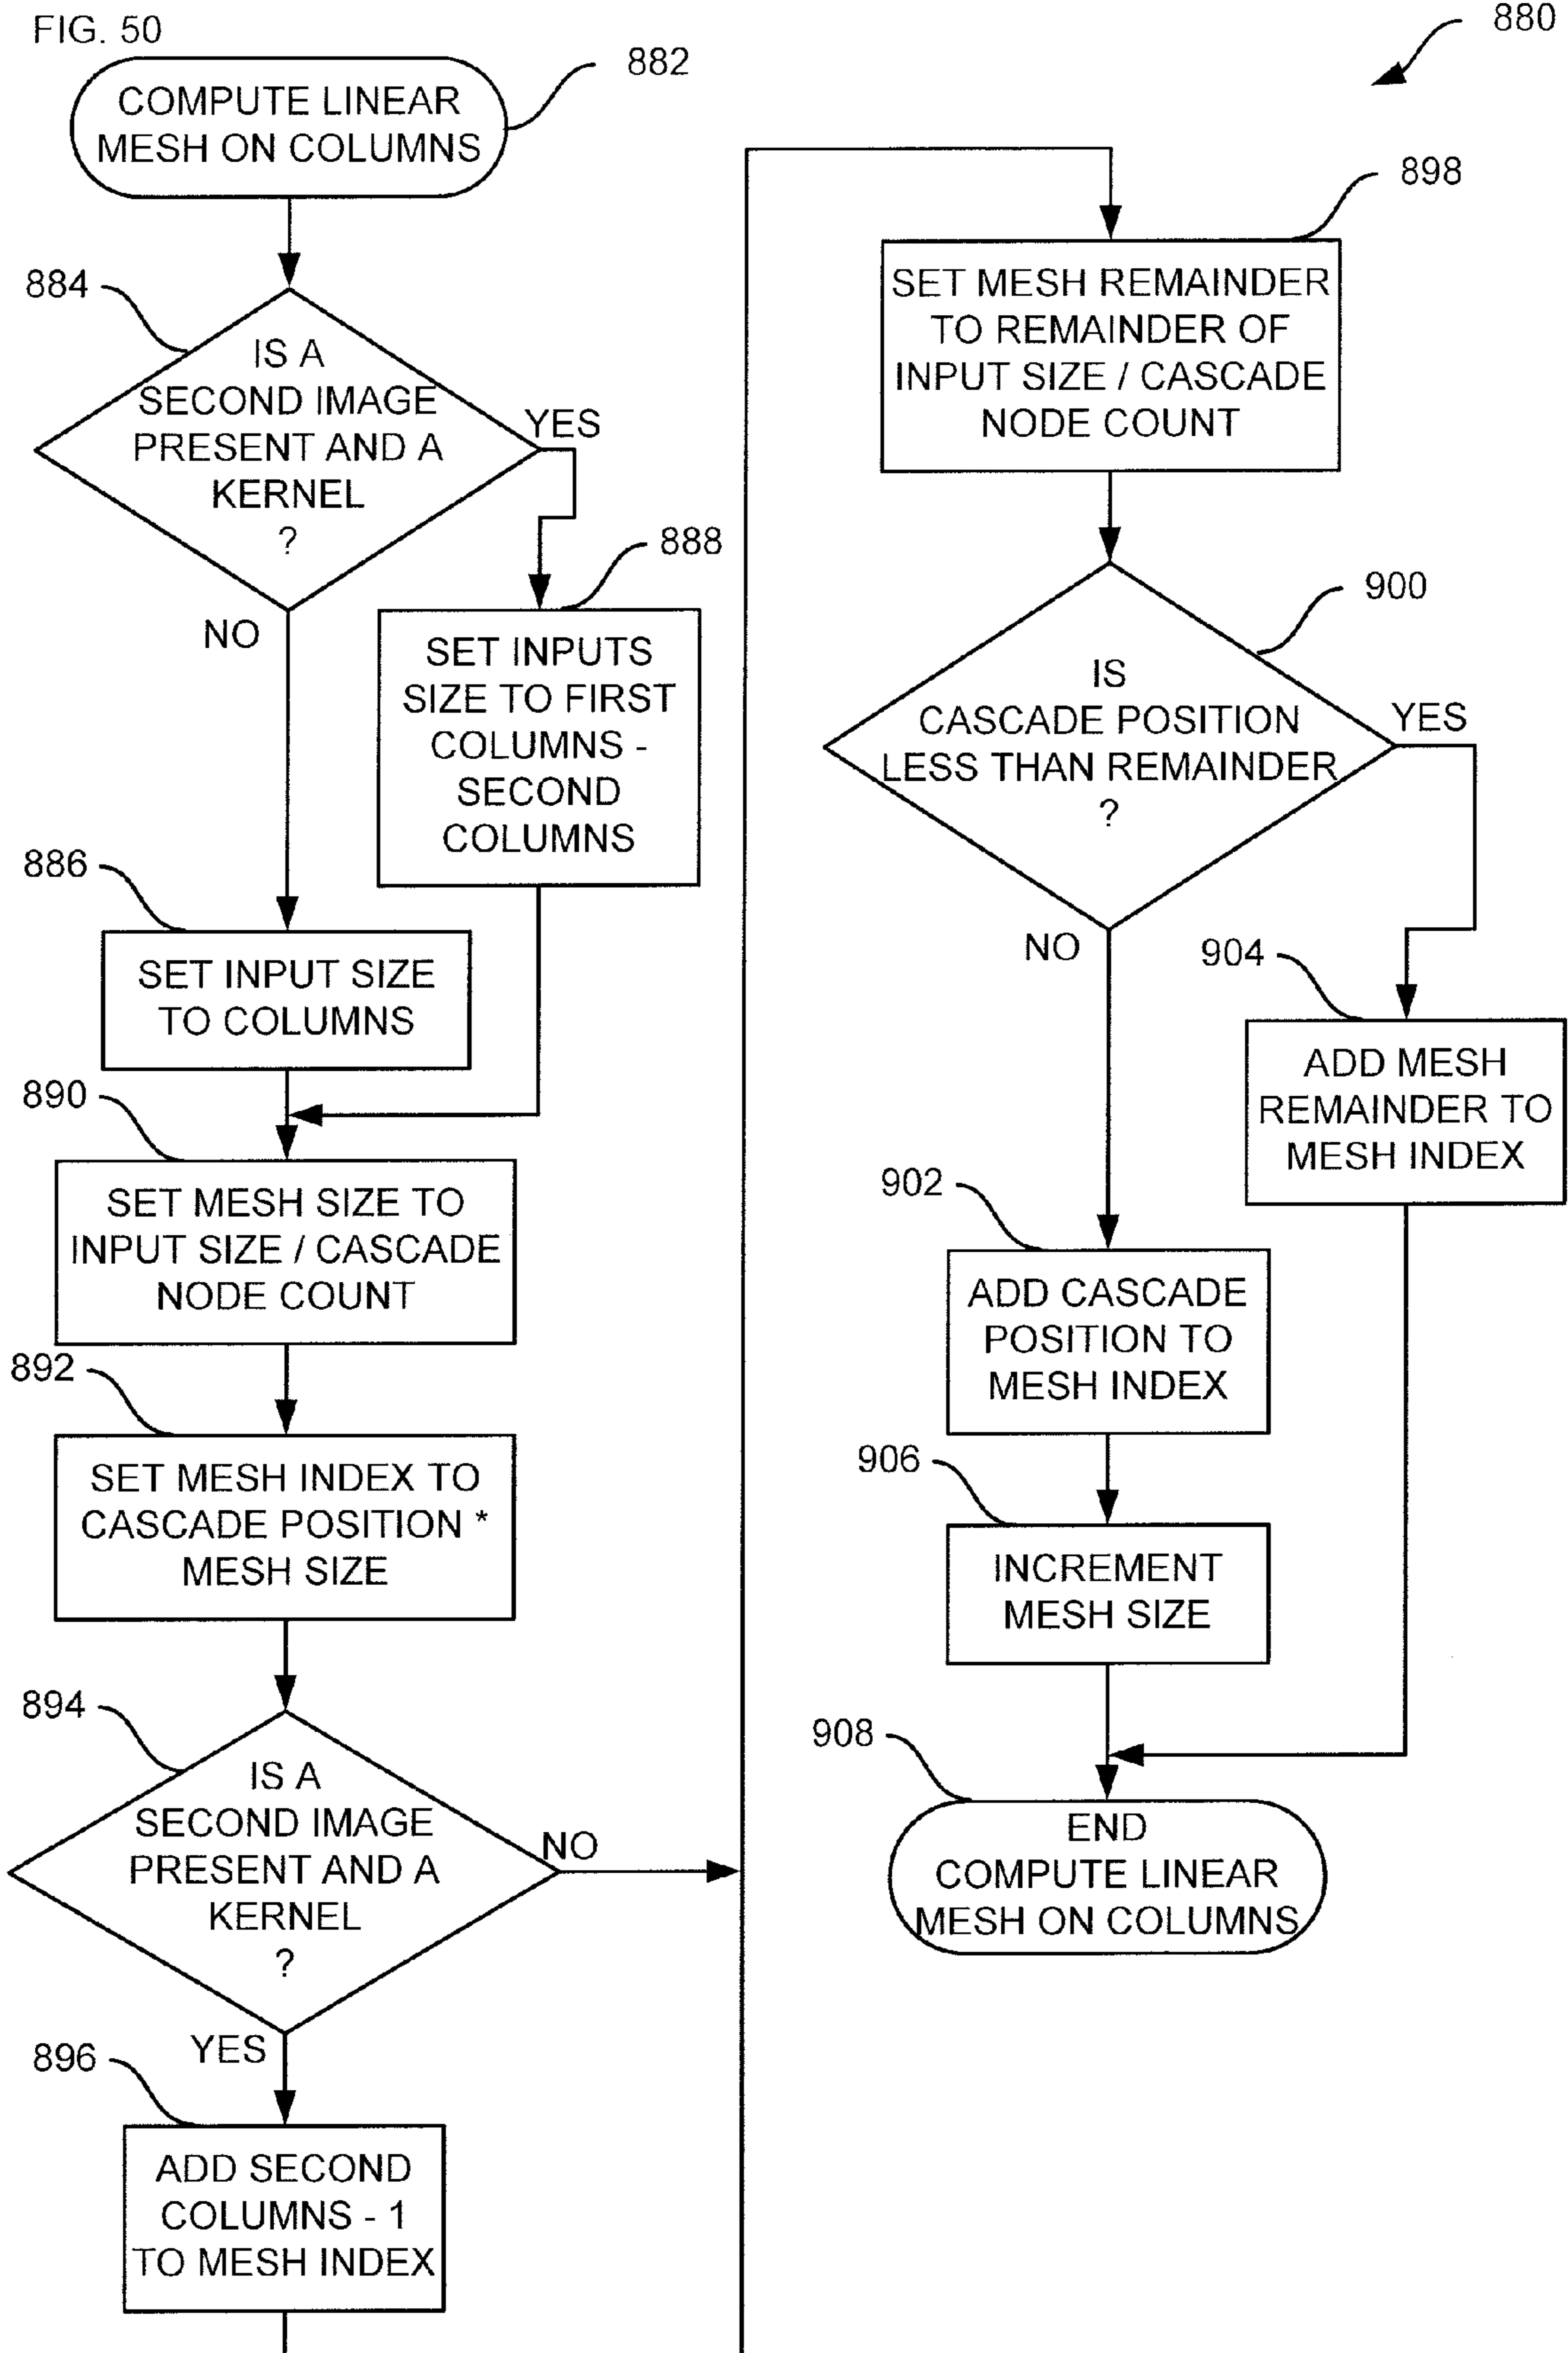 FIG. 50
880
882
COMPUTE LINEAR
MESH ON COLUMNS
884
IS A
SECOND IMAGE
PRESENT AND A
KERNEL
?
YES
NO
888
SET INPUTS
SIZE TO FIRST
COLUMNS -
SECOND
COLUMNS
886
SET INPUT SIZE
TO COLUMNS
890
SET MESH SIZE TO
INPUT SIZE / CASCADE
NODE COUNT
892
SET MESH INDEX TO
CASCADE POSITION *
MESH SIZE
894
IS A
SECOND IMAGE
PRESENT AND A
KERNEL
?
NO
YES
896
ADD SECOND
COLUMNS - 1
TO MESH INDEX
898
SET MESH REMAINDER
TO REMAINDER OF
INPUT SIZE / CASCADE
NODE COUNT
900
IS
CASCADE POSITION
LESS THAN REMAINDER
?
YES
NO
904
ADD MESH
REMAINDER TO
MESH INDEX
902
ADD CASCADE
POSITION TO
MESH INDEX
906
INCREMENT
MESH SIZE
908
END
COMPUTE LINEAR
MESH ON COLUMNS